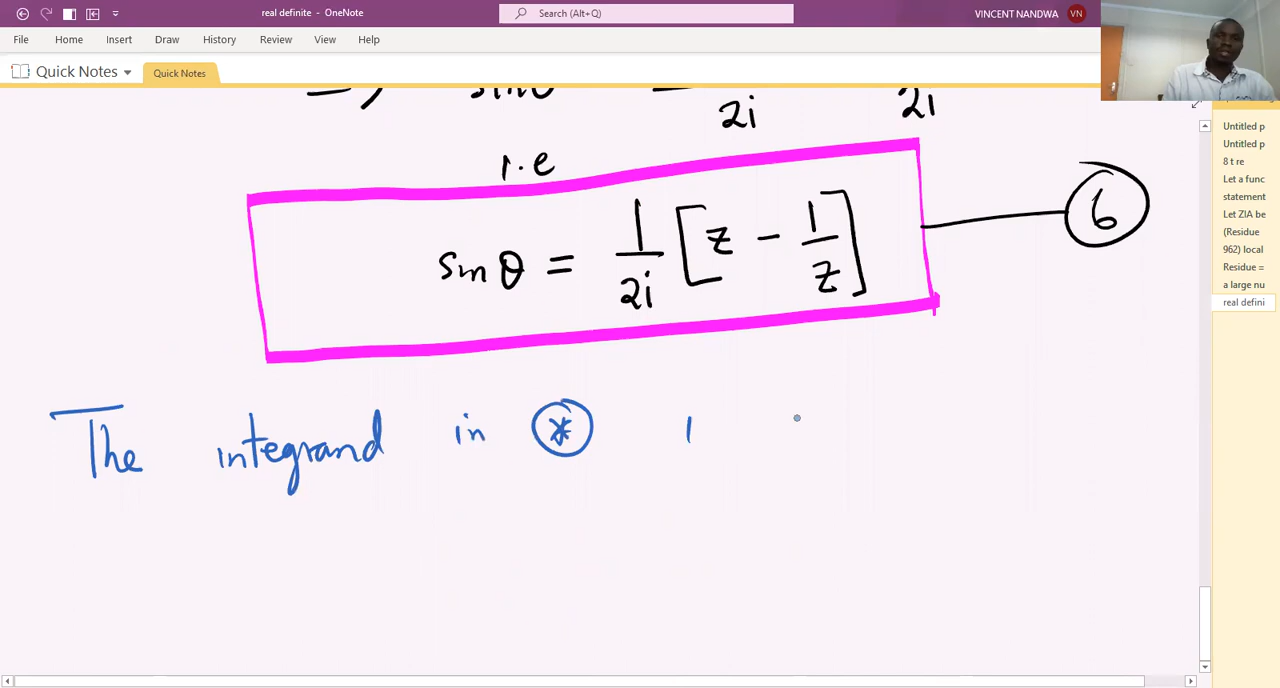 real definite - OneNote
Search (Alt+Q)
VINCENT NANDWA
VN
File Home Insert Draw History Review View Help
Quick Notes
Quick Notes
2i 2i
i.e
sin θ = 1/2i [z - 1/z]
6
The integrand in *
Untitled p
Untitled p
8 t re
Let a func
statement
Let ZIA be
(Residue
962) local
Residue =
a large nu
real defini